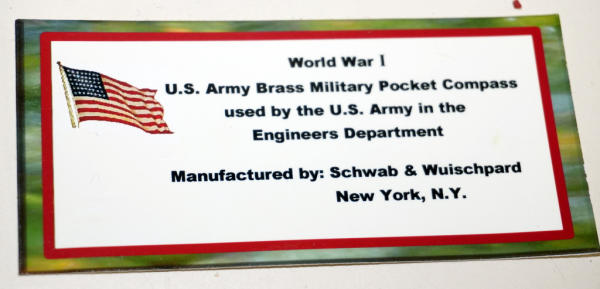 World War I
U.S. Army Brass Military Pocket Compass
used by the U.S. Army in the
Engineers Department
Manufactured by: Schwab & Wuischpard
New York, N.Y.